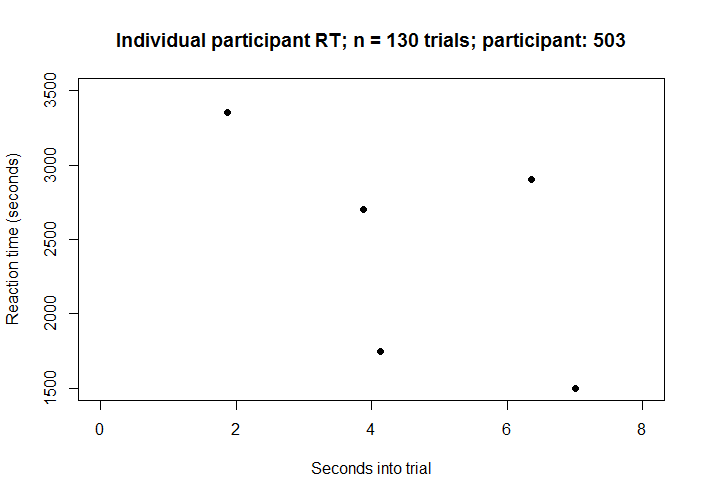 Individual participant RT; n = 130 trials; participant: 503
Reaction time (seconds)
3500
3000
2500
2000
1500
0 2 4 6 8
Seconds into trial